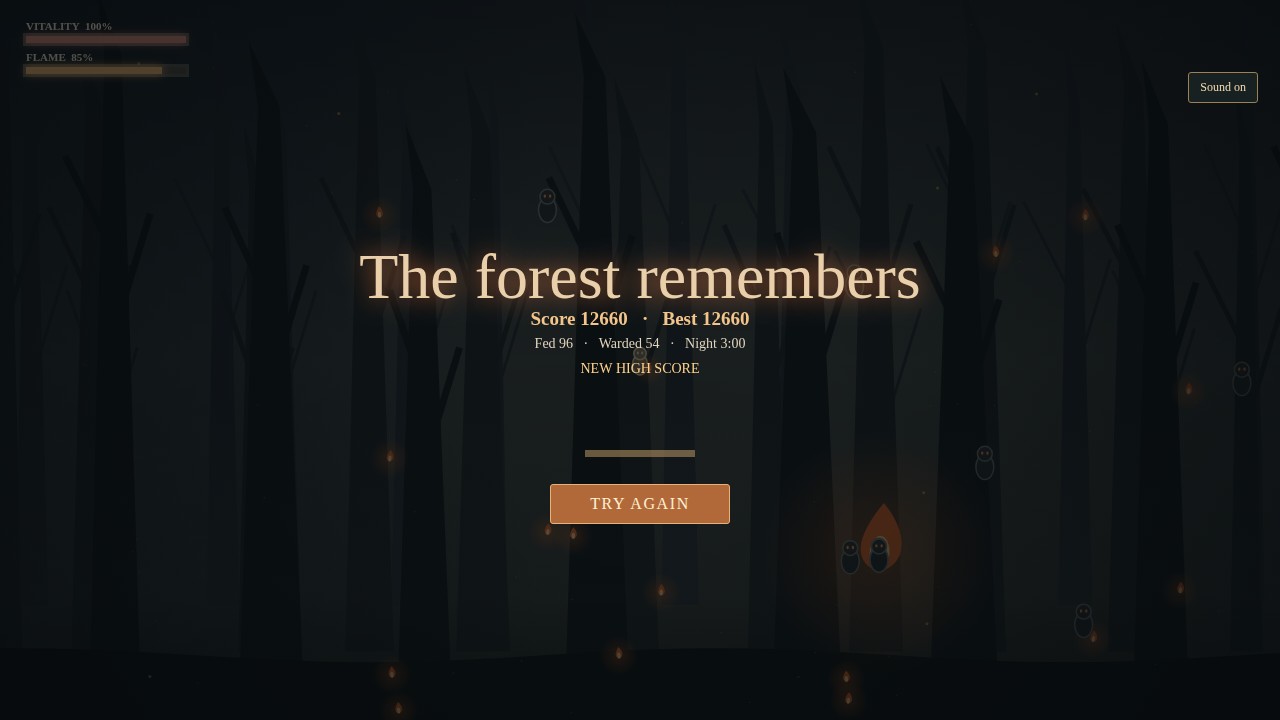 VITALITY 100%
FLAME 85%
Sound on
The forest remembers
Score 12660 · Best 12660
Fed 96 · Warded 54 · Night 3:00
NEW HIGH SCORE
TRY AGAIN